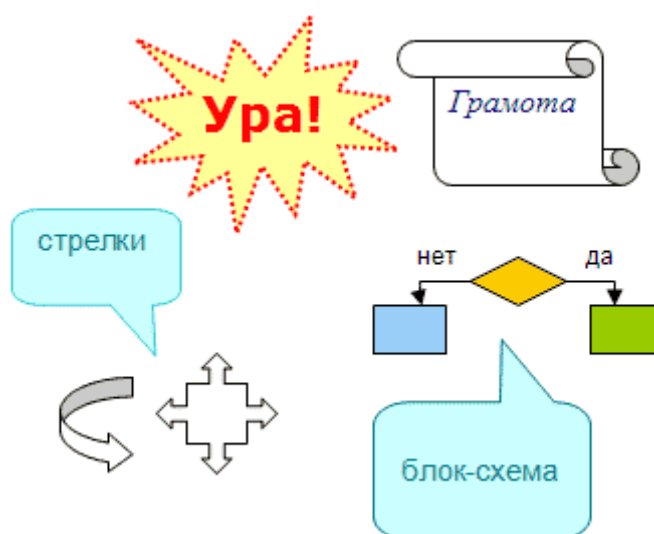 Ура!
Грамота
стрелки
нет
да
блок-схема